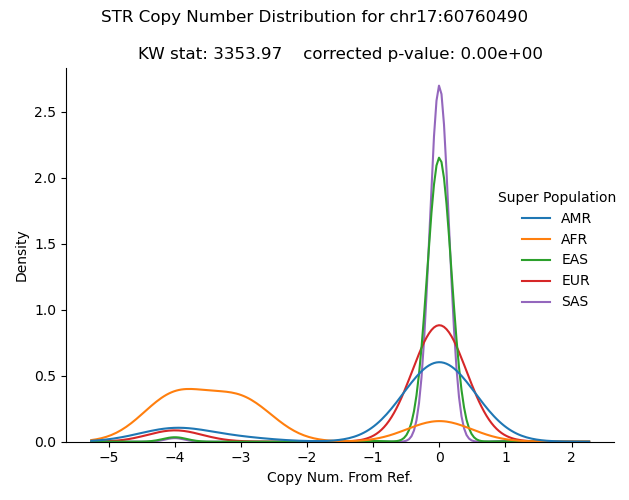 STR Copy Number Distribution for chr17:60760490
KW stat: 3353.97    corrected p-value: 0.00e+00
Density
2.5
2.0
1.5
1.0
0.5
0.0
Super Population
AMR
AFR
EAS
EUR
SAS
−5 −4 −3 −2 −1 0 1 2
Copy Num. From Ref.